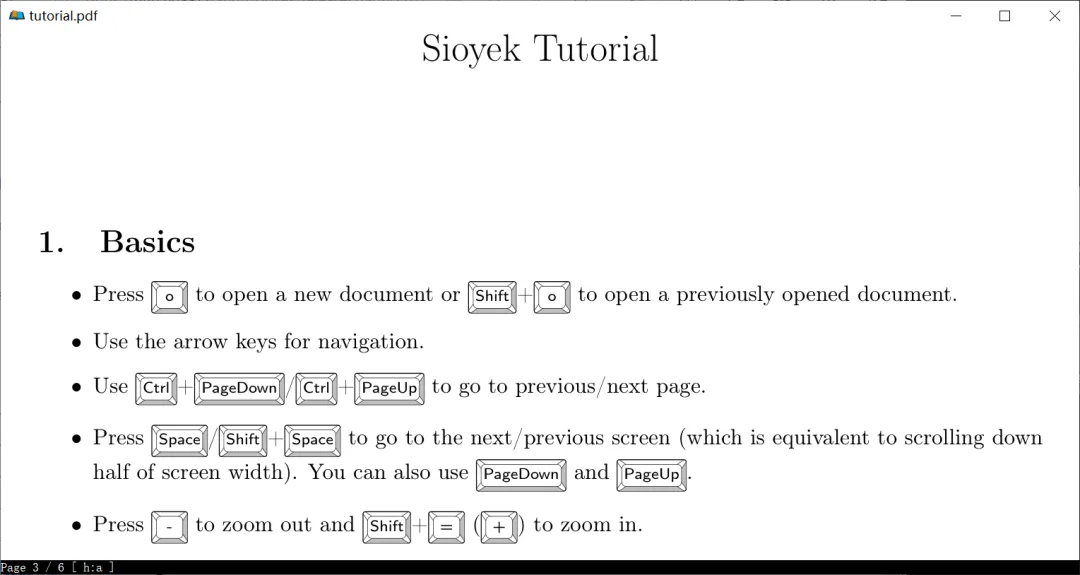 tutorial.pdf
Sioyek Tutorial
1. Basics
• Press o to open a new document or Shift+o to open a previously opened document.
• Use the arrow keys for navigation.
• Use Ctrl+PageDown/Ctrl+PageUp to go to previous/next page.
• Press Space/Shift+Space to go to the next/previous screen (which is equivalent to scrolling down
half of screen width). You can also use PageDown and PageUp.
• Press - to zoom out and Shift+= (+) to zoom in.
Page 3 / 6 [ h:a ]